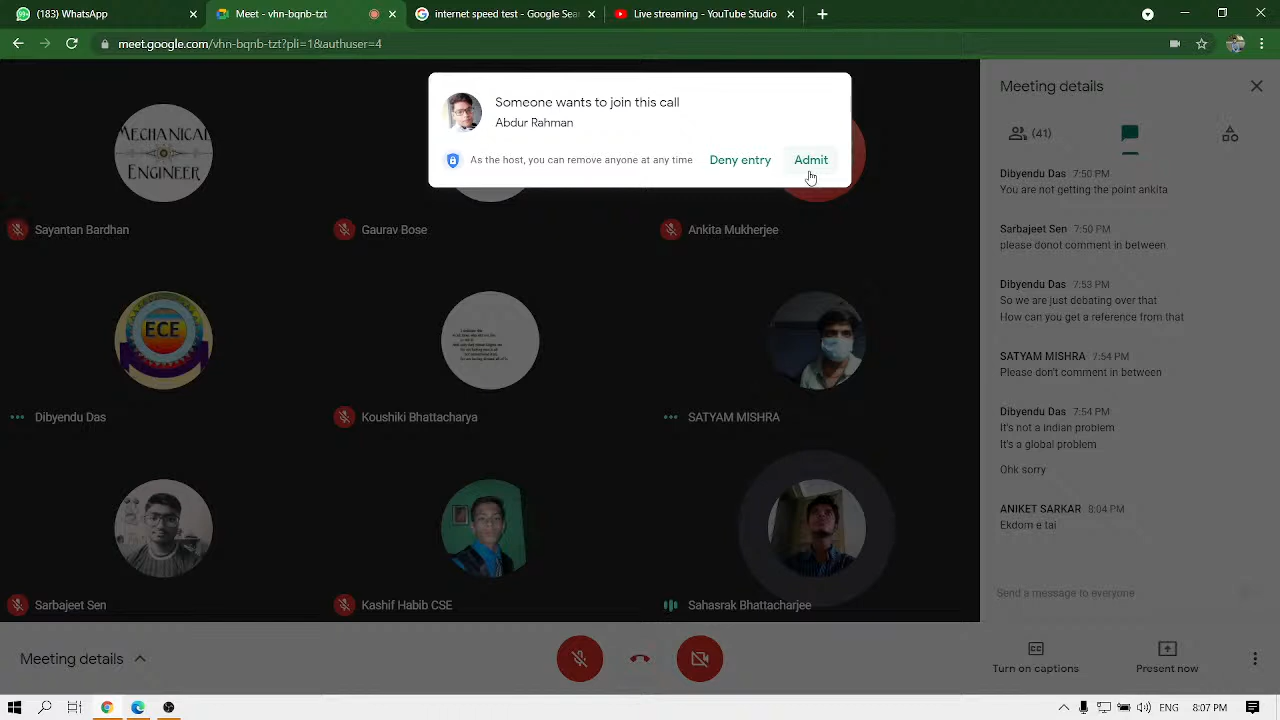 (183) WhatsApp
Meet - vhn-bqnb-tzt
internet speed test - Google Sea
Live streaming - YouTube Studio
meet.google.com/vhn-bqnb-tzt?pli=1&authuser=4
Someone wants to join this call
Abdur Rahman
As the host, you can remove anyone at any time
Deny entry
Admit
MECHANICAL
ENGINEER
Sayantan Bardhan
Gaurav Bose
Ankita Mukherjee
ECE
Dibyendu Das
Koushiki Bhattacharya
SATYAM MISHRA
Sarbajeet Sen
Kashif Habib CSE
Sahasrak Bhattacharjee
Meeting details
(41)
Dibyendu Das 7:50 PM
You are not getting the point ankita
Sarbajeet Sen 7:50 PM
please donot comment in between
Dibyendu Das 7:53 PM
So we are just debating over that
How can you get a reference from that
SATYAM MISHRA 7:54 PM
Please don't comment in between
Dibyendu Das 7:54 PM
It's not a indian problem
It's a global problem
Ohk sorry
ANIKET SARKAR 8:04 PM
Ekdom e tai
Send a message to everyone
Meeting details
Turn on captions
Present now
ENG
8:07 PM